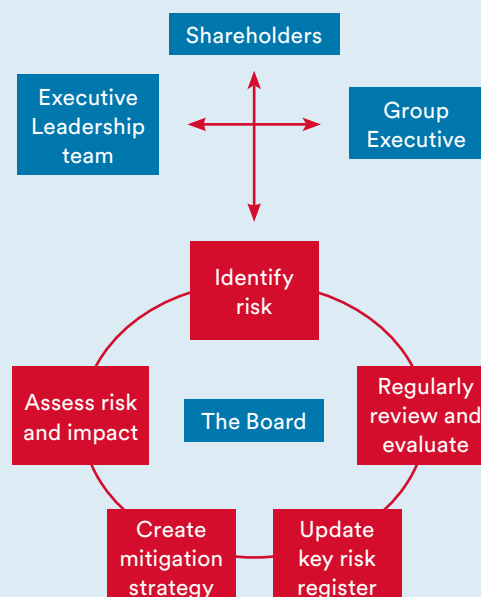 Shareholders
Executive
Leadership
team
Group
Executive
Identify
risk
Assess risk
and impact
The Board
Regularly
review and
evaluate
Create
mitigation
strategy
Update
key risk
register